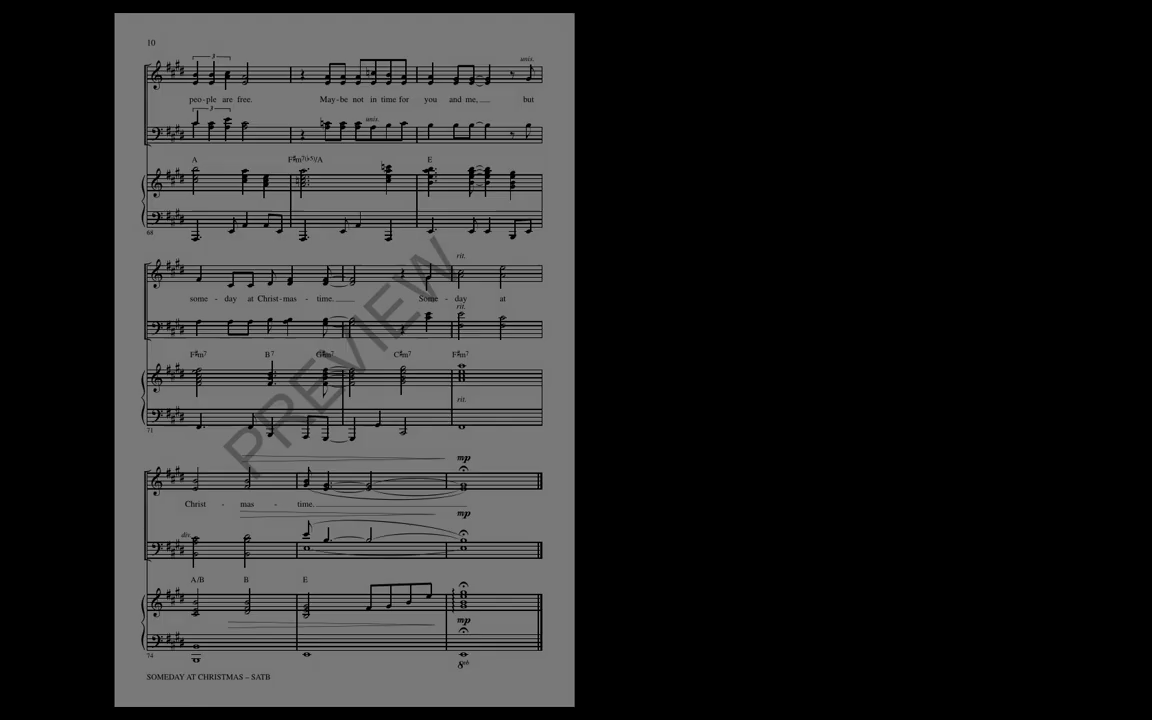 10
3
unis.
peo-ple are free. May-be not in time for you and me, but
3
unis.
A F#m7(♭5)/A E
68
rit.
some - day at Christ-mas - time. Some - day at
rit.
F#m7 B7 G#m7 C#m7 F#m7
rit.
71
mp
Christ - mas - time.
mp
div.
A/B B E
mp
74
8vb
SOMEDAY AT CHRISTMAS – SATB
PREVIEW